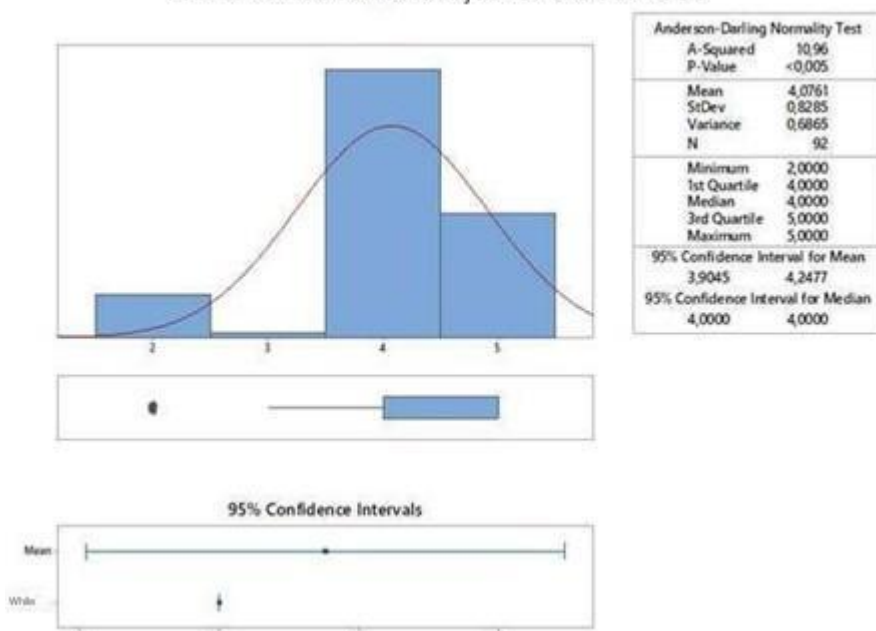 Anderson-Darling Normality Test
A-Squared 10,96
P-Value <0,005
Mean 4,0761
StDev 0,8285
Variance 0,6865
N 92
Minimum 2,0000
1st Quartile 4,0000
Median 4,0000
3rd Quartile 5,0000
Maximum 5,0000
95% Confidence Interval for Mean
3,9045 4,2477
95% Confidence Interval for Median
4,0000 4,0000
2 3 4 5
95% Confidence Intervals
Mean
While